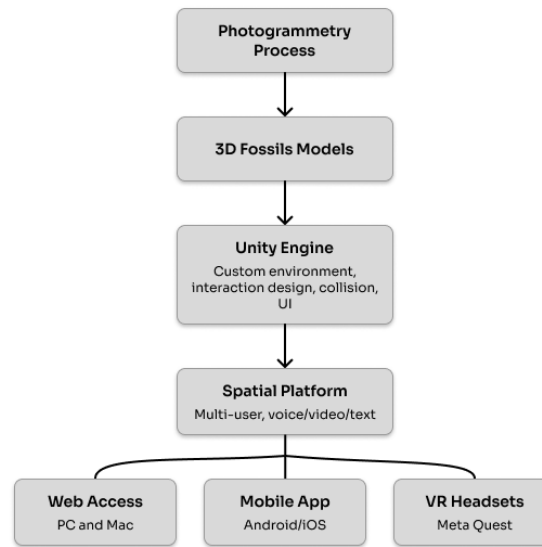 Photogrammetry
Process
3D Fossils Models
Unity Engine
Custom environment,
interaction design, collision,
UI
Spatial Platform
Multi-user, voice/video/text
Web Access
PC and Mac
Mobile App
Android/iOS
VR Headsets
Meta Quest